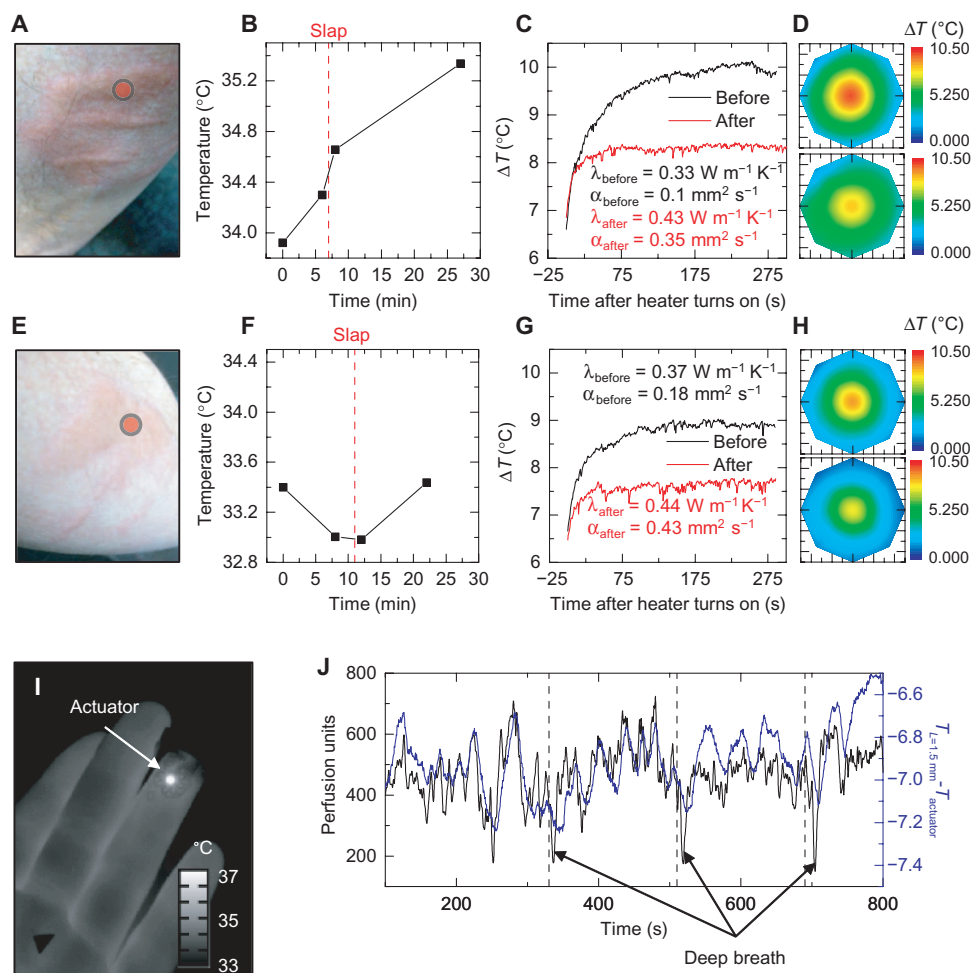 A
B
Slap
Temperature (°C)
35.2
34.8
34.4
34.0
0 5 10 15 20 25 30
Time (min)
C
ΔT (°C)
10
9
8
7
6
Before
After
λbefore = 0.33 W m⁻¹ K⁻¹
αbefore = 0.1 mm² s⁻¹
λafter = 0.43 W m⁻¹ K⁻¹
αafter = 0.35 mm² s⁻¹
−25 75 175 275
Time after heater turns on (s)
D
ΔT (°C)
10.50
5.250
0.000
10.50
5.250
0.000
E
F
Slap
Temperature (°C)
34.4
34.0
33.6
33.2
32.8
0 5 10 15 20 25 30
Time (min)
G
ΔT (°C)
10
9
8
7
6
λbefore = 0.37 W m⁻¹ K⁻¹
αbefore = 0.18 mm² s⁻¹
Before
After
λafter = 0.44 W m⁻¹ K⁻¹
αafter = 0.43 mm² s⁻¹
−25 75 175 275
Time after heater turns on (s)
H
ΔT (°C)
10.50
5.250
0.000
10.50
5.250
0.000
I
Actuator
°C
37
35
33
J
Perfusion units
800
600
400
200
−6.6
−6.8
−7.0
−7.2
−7.4
T L=1.5 mm - T actuator
200 400 600 800
Time (s)
Deep breath